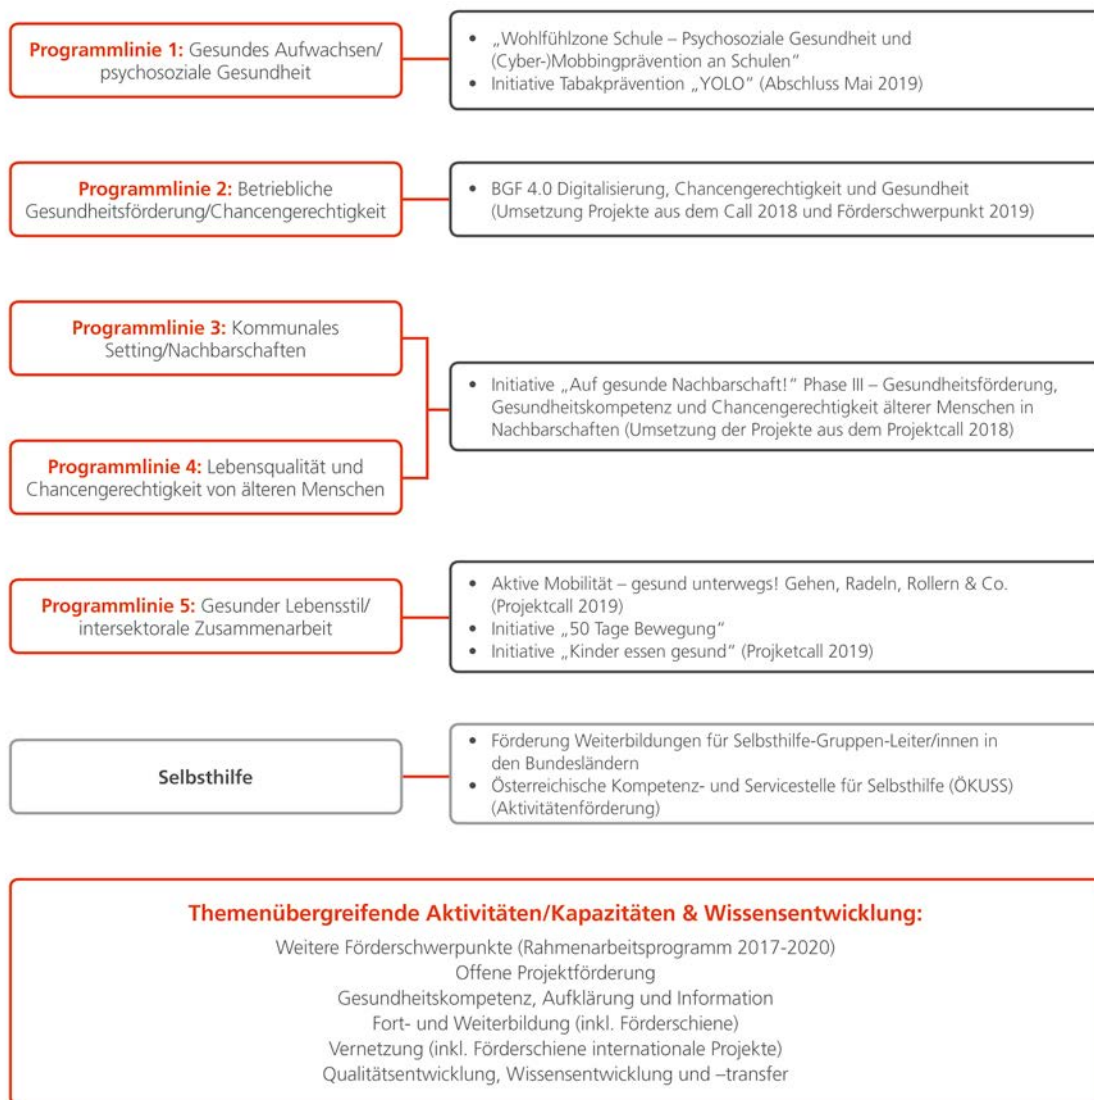 Programmlinie 1: Gesundes Aufwachsen/
psychosoziale Gesundheit
• „Wohlfühlzone Schule – Psychosoziale Gesundheit und
(Cyber-)Mobbingprävention an Schulen“
• Initiative Tabakprävention „YOLO“ (Abschluss Mai 2019)
Programmlinie 2: Betriebliche
Gesundheitsförderung/Chancengerechtigkeit
• BGF 4.0 Digitalisierung, Chancengerechtigkeit und Gesundheit
(Umsetzung Projekte aus dem Call 2018 und Förderschwerpunkt 2019)
Programmlinie 3: Kommunales
Setting/Nachbarschaften
Programmlinie 4: Lebensqualität und
Chancengerechtigkeit von älteren Menschen
• Initiative „Auf gesunde Nachbarschaft!“ Phase III – Gesundheitsförderung,
Gesundheitskompetenz und Chancengerechtigkeit älterer Menschen in
Nachbarschaften (Umsetzung der Projekte aus dem Projektcall 2018)
Programmlinie 5: Gesunder Lebensstil/
intersektorale Zusammenarbeit
• Aktive Mobilität – gesund unterwegs! Gehen, Radeln, Rollern & Co.
(Projektcall 2019)
• Initiative „50 Tage Bewegung“
• Initiative „Kinder essen gesund“ (Projketcall 2019)
Selbsthilfe
• Förderung Weiterbildungen für Selbsthilfe-Gruppen-Leiter/innen in
den Bundesländern
• Österreichische Kompetenz- und Servicestelle für Selbsthilfe (ÖKUSS)
(Aktivitätenförderung)
Themenübergreifende Aktivitäten/Kapazitäten & Wissensentwicklung:
Weitere Förderschwerpunkte (Rahmenarbeitsprogramm 2017-2020)
Offene Projektförderung
Gesundheitskompetenz, Aufklärung und Information
Fort- und Weiterbildung (inkl. Förderschiene)
Vernetzung (inkl. Förderschiene internationale Projekte)
Qualitätsentwicklung, Wissensentwicklung und –transfer